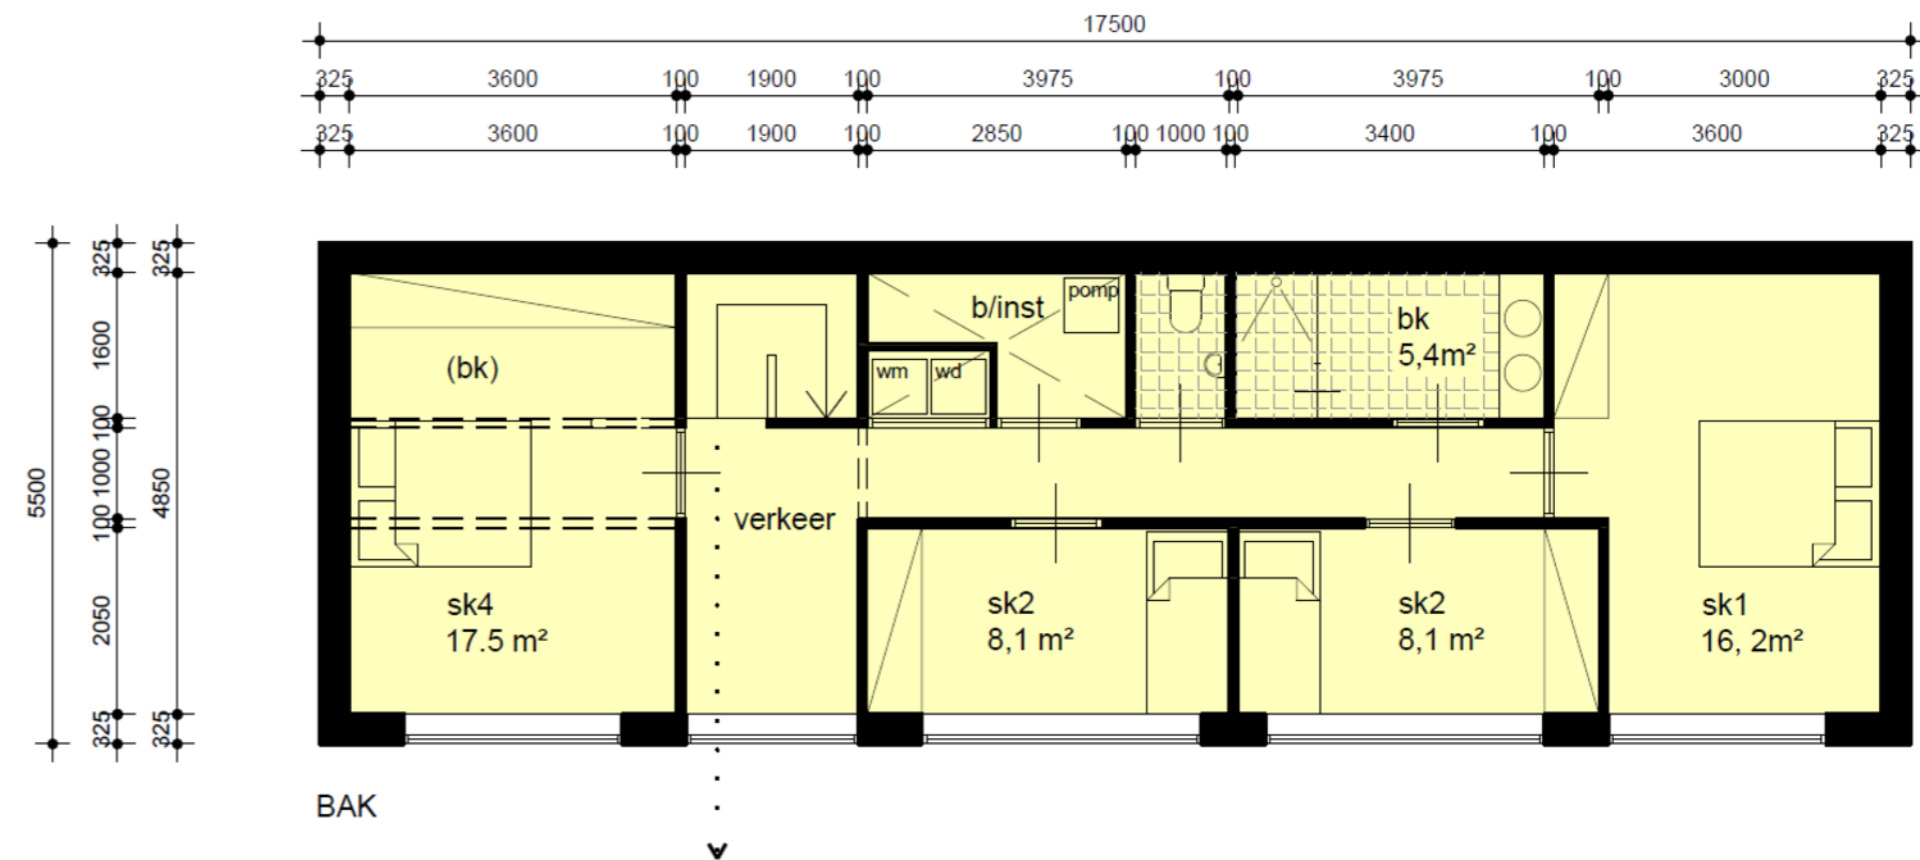 17500
325 3600 100 1900 100 3975 100 3975 100 3000 325
325 3600 100 1900 100 2850 100 1000 100 3400 100 3600 325
5500
325 1600 100 1000 100 2050 325
325 4850 325
(bk)
b/inst
pomp
wm wd
bk
5,4m²
verkeer
sk4
17.5 m²
sk2
8,1 m²
sk2
8,1 m²
sk1
16, 2m²
BAK